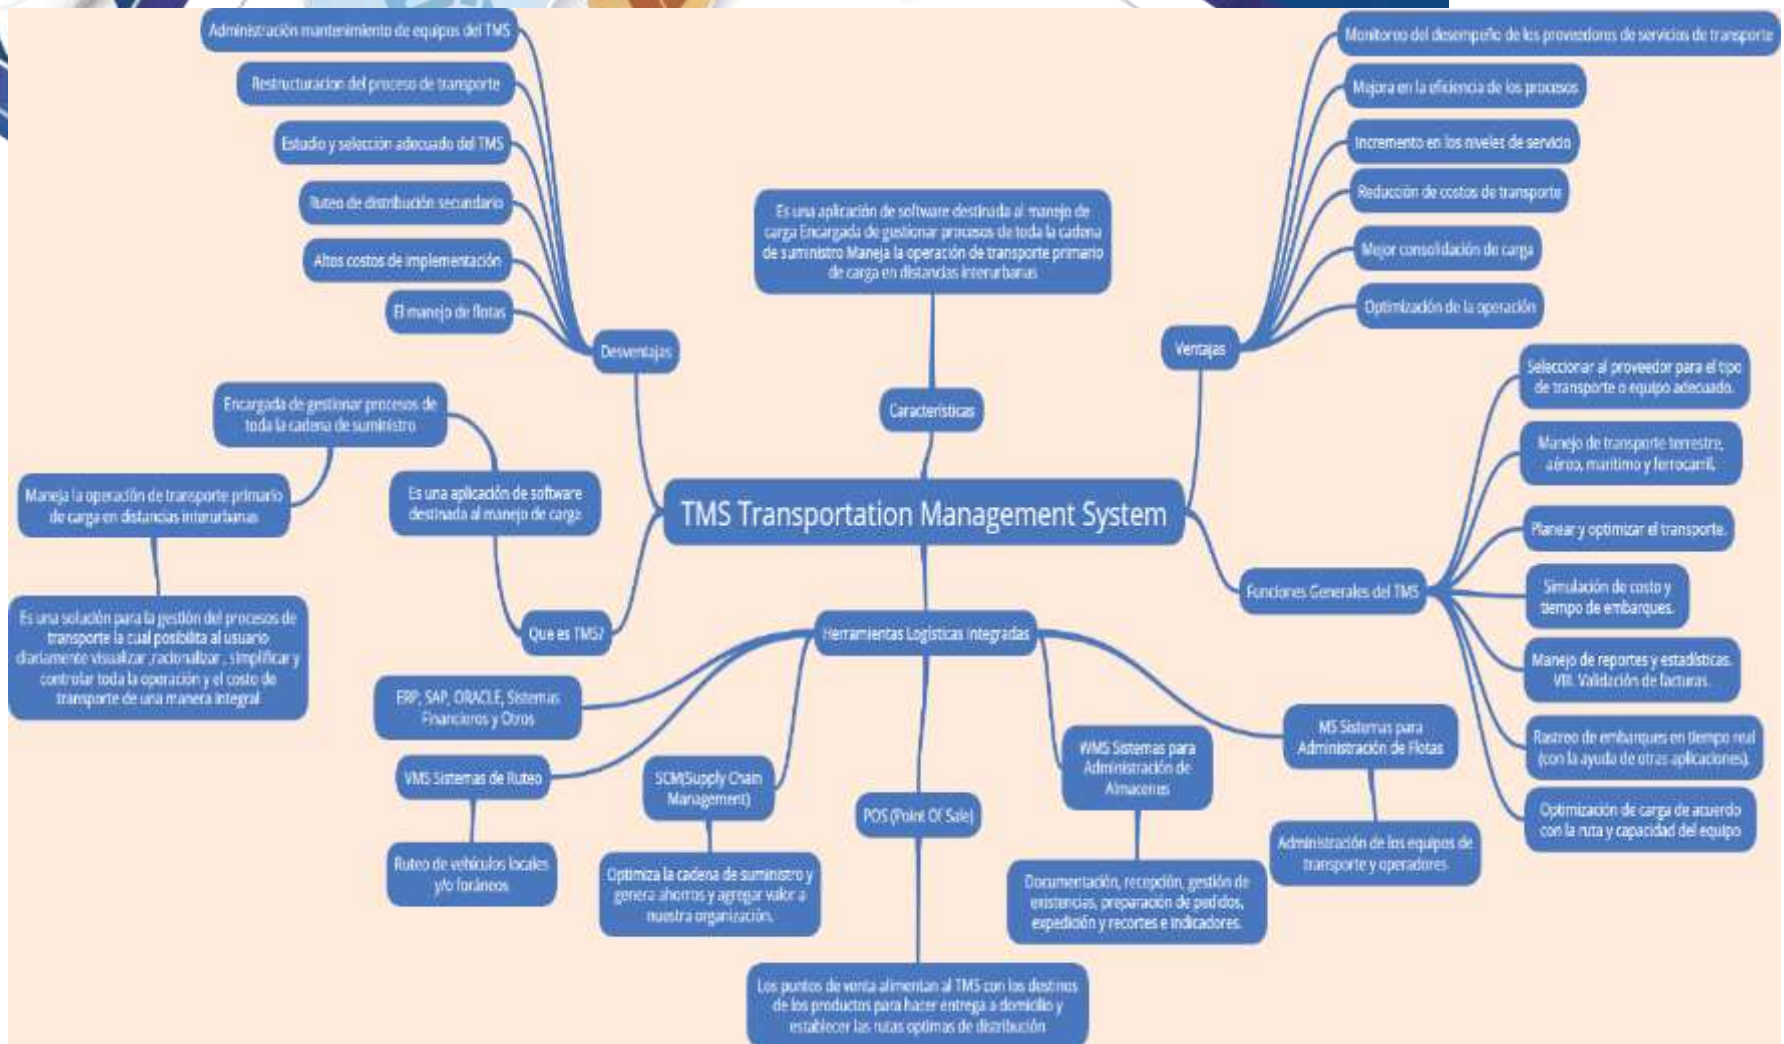 Administración mantenimiento de equipos del TMS
Restructuracion del proceso de transporte
Estudio y selección adecuado del TMS
Ruteo de distribución secundario
Altos costos de implementación
El manejo de flotas
Desventajas
Es una aplicación de software destinada al manejo de
carga Encargada de gestionar procesos de toda la cadena
de suministro Maneja la operación de transporte primario
de carga en distancias interurbanas
Características
Monitoreo del desempeño de los proveedores de servicios de transporte
Mejora en la eficiencia de los procesos
Incremento en los niveles de servicio
Reducción de costos de transporte
Mejor consolidación de carga
Optimización de la operación
Ventajas
Encargada de gestionar procesos de
toda la cadena de suministro
Maneja la operación de transporte primario
de carga en distancias interurbanas
Es una aplicación de software
destinada al manejo de carga
Es una solución para la gestión del procesos de
transporte la cual posibilita al usuario
diariamente visualizar ,racionalizar , simplificar y
controlar toda la operación y el costo de
transporte de una manera integral
Que es TMS?
TMS Transportation Management System
Seleccionar al proveedor para el tipo
de transporte o equipo adecuado.
Manejo de transporte terrestre,
aéreo, marítimo y ferrocarril.
Planear y optimizar el transporte.
Simulación de costo y
tiempo de embarques.
Funciones Generales del TMS
Manejo de reportes y estadísticas.
VIII. Validación de facturas.
Rastreo de embarques en tiempo real
(con la ayuda de otras aplicaciones).
Optimización de carga de acuerdo
con la ruta y capacidad del equipo
Herramientas Logísticas Integradas
ERP, SAP, ORACLE, Sistemas
Financieros y Otros
VMS Sistemas de Ruteo
Ruteo de vehículos locales
y/o foráneos
SCM(Supply Chain
Management)
Optimiza la cadena de suministro y
genera ahorros y agregar valor a
nuestra organización.
POS (Point Of Sale)
Los puntos de venta alimentan al TMS con los destinos
de los productos para hacer entrega a domicilio y
establecer las rutas optimas de distribución
WMS Sistemas para
Administración de
Almacenes
Documentación, recepción, gestión de
existencias, preparación de pedidos,
expedición y recortes e indicadores.
MS Sistemas para
Administración de Flotas
Administración de los equipos de
transporte y operadores